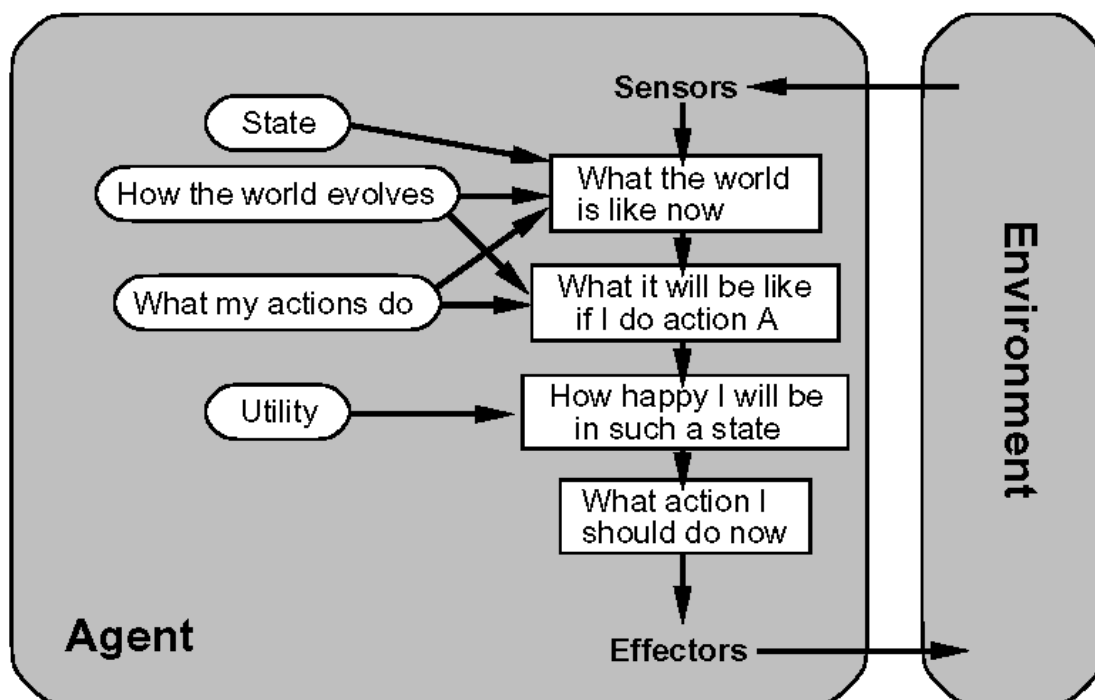 Sensors
State
What the world
is like now
How the world evolves
What my actions do
What it will be like
if I do action A
Utility
How happy I will be
in such a state
What action I
should do now
Agent
Effectors
Environment